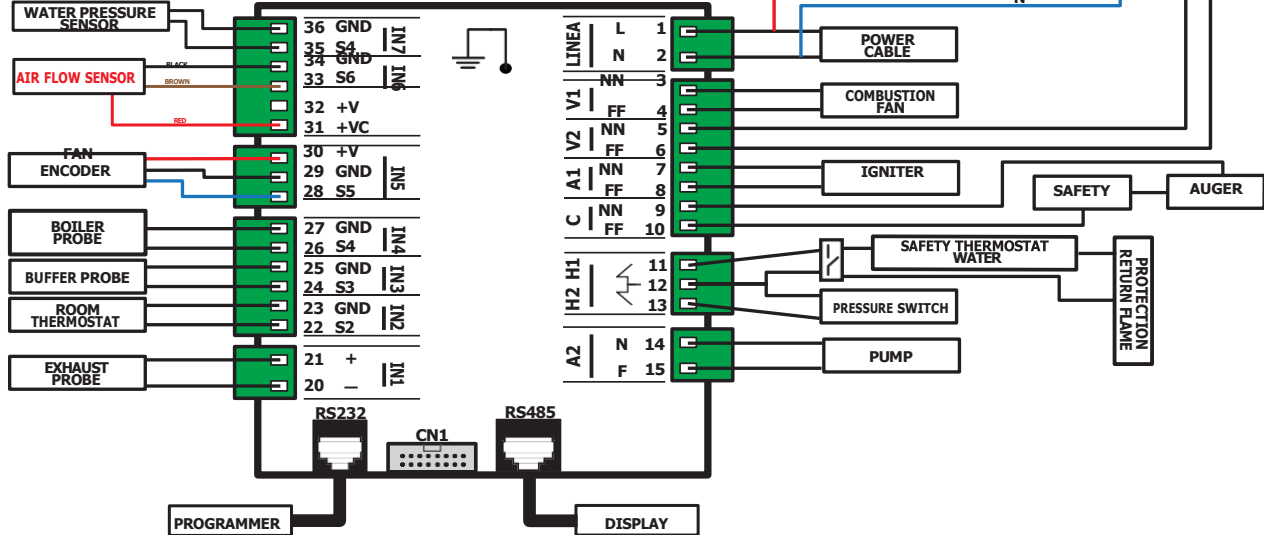 WATER PRESSURE
SENSOR
AIR FLOW SENSOR
BLACK
BROWN
RED
FAN
ENCODER
BOILER
PROBE
BUFFER PROBE
ROOM
THERMOSTAT
EXHAUST
PROBE
36 GND
35 S4
IN7
34 GND
33 S6
IN6
32 +V
31 +VC
30 +V
29 GND
28 S5
IN5
27 GND
26 S4
IN4
25 GND
24 S3
IN3
23 GND
22 S2
IN2
21 +
20 –
IN1
LINEA
L 1
N 2
V1
NN 3
FF 4
V2
NN 5
FF 6
A1
NN 7
FF 8
C
NN 9
FF 10
H2 H1
11
12
13
A2
N 14
F 15
N
POWER
CABLE
COMBUSTION
FAN
IGNITER
SAFETY
AUGER
SAFETY THERMOSTAT
WATER
PRESSURE SWITCH
PROTECTION
RETURN FLAME
PUMP
RS232
CN1
RS485
PROGRAMMER
DISPLAY